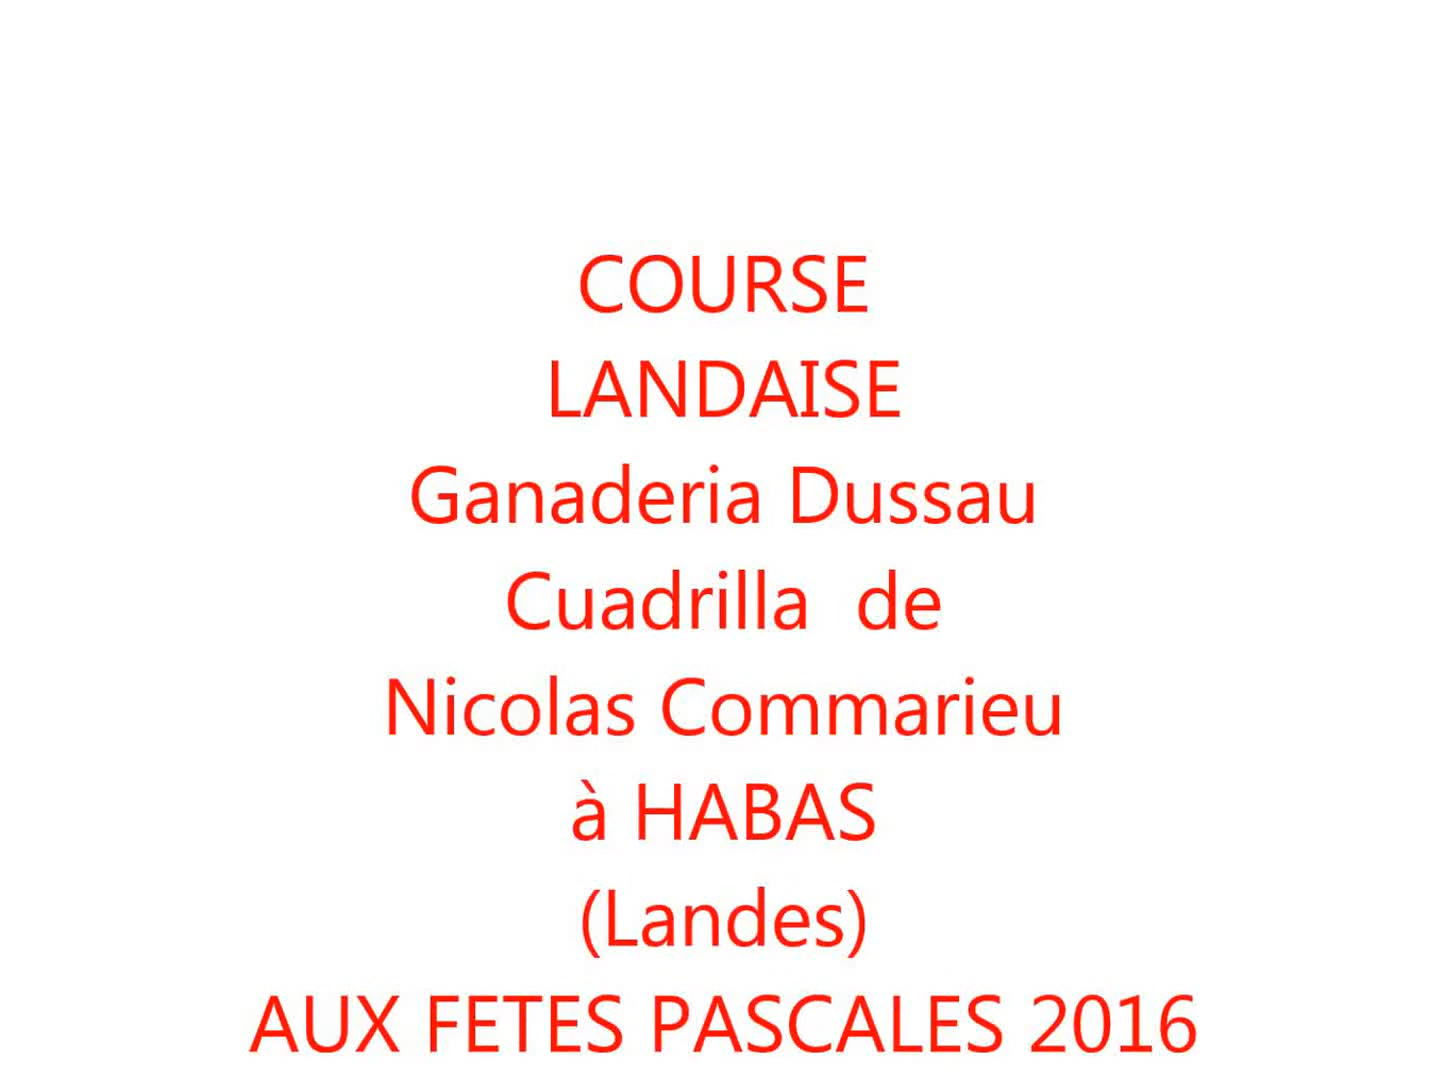 COURSE
LANDAISE
Ganaderia Dussau
Cuadrilla  de
Nicolas Commarieu
à HABAS
(Landes)
AUX FETES PASCALES 2016